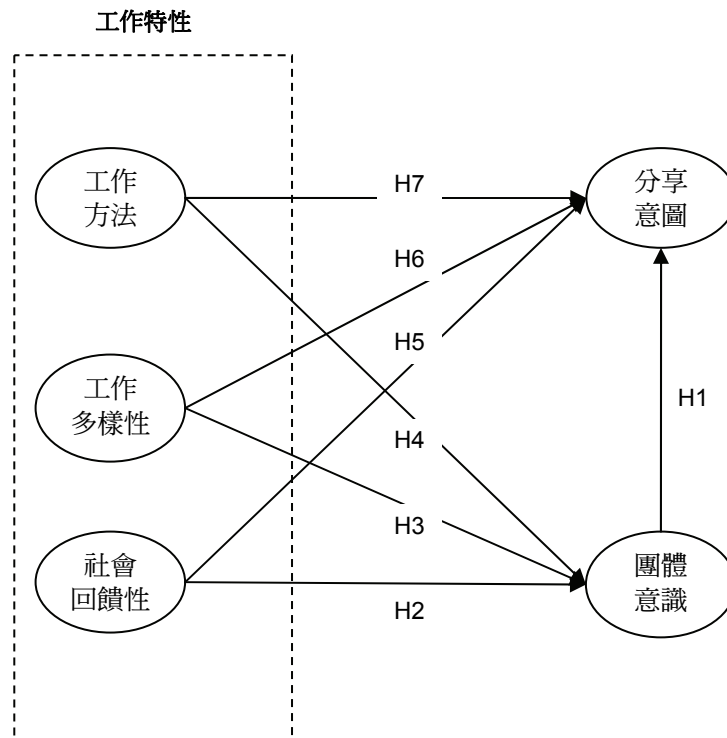 工作特性
工作
方法
H7
分享
意圖
H6
H5
工作
多樣性
H4
H1
H3
社會
回饋性
H2
團體
意識